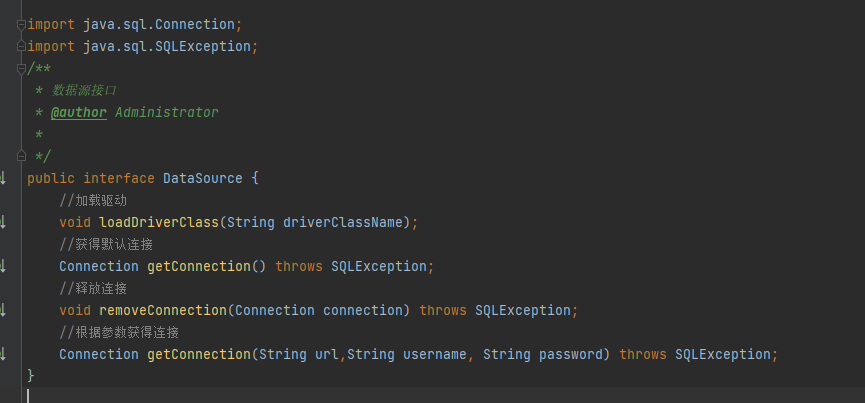 import java.sql.Connection;
import java.sql.SQLException;
/**
 * 数据源接口
 * @author Administrator
 *
 */
public interface DataSource {
    //加载驱动
    void loadDriverClass(String driverClassName);
    //获得默认连接
    Connection getConnection() throws SQLException;
    //释放连接
    void removeConnection(Connection connection) throws SQLException;
    //根据参数获得连接
    Connection getConnection(String url,String username, String password) throws SQLException;
}